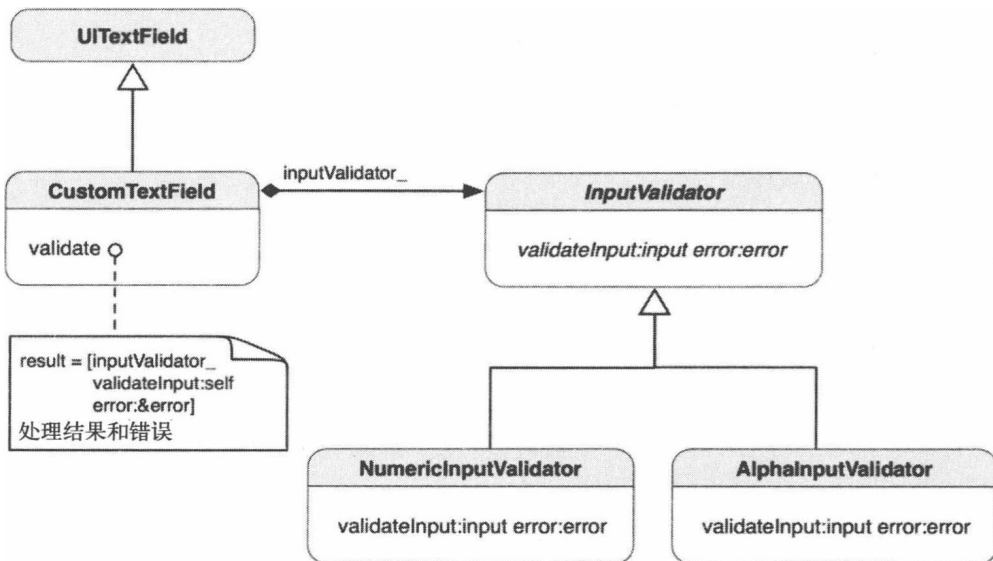 UITextField
inputValidator_
CustomTextField
InputValidator
validate
validateInput:input error:error
result = [inputValidator_
validateInput:self
error:&error]
处理结果和错误
NumericInputValidator
AlphaInputValidator
validateInput:input error:error
validateInput:input error:error